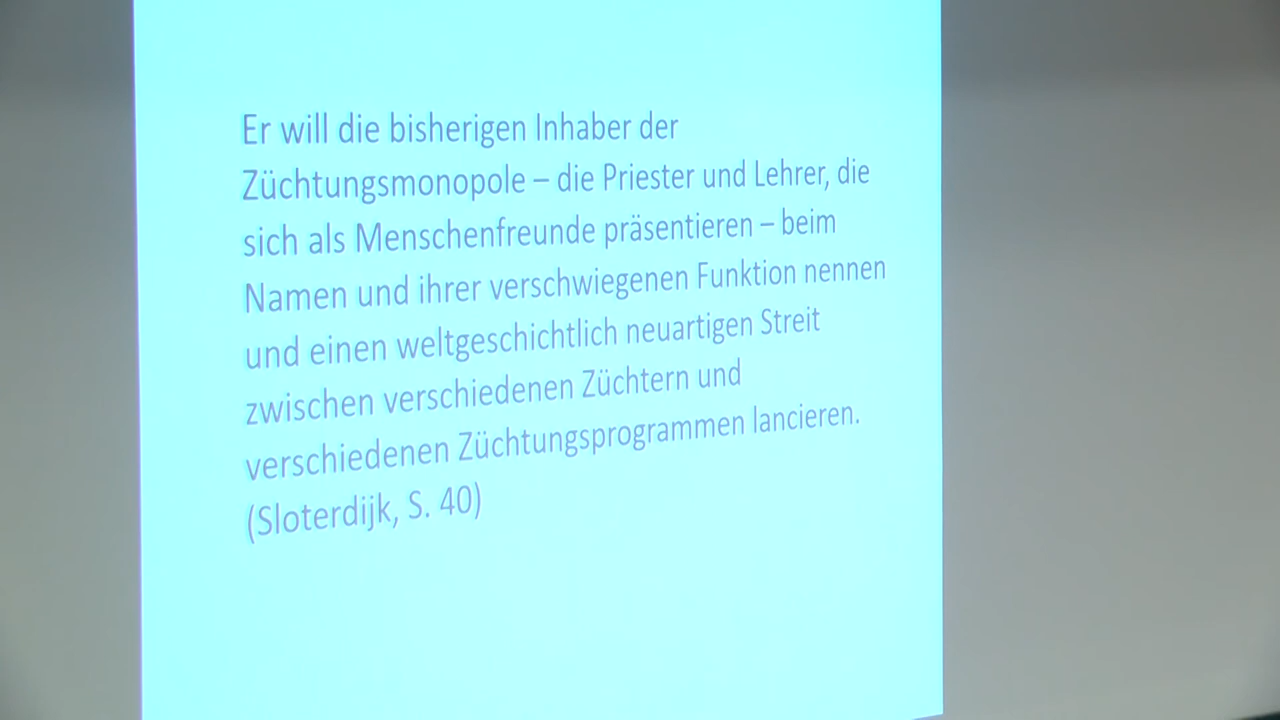 Er will die bisherigen Inhaber der
Züchtungsmonopole – die Priester und Lehrer, die
sich als Menschenfreunde präsentieren – beim
Namen und ihrer verschwiegenen Funktion nennen
und einen weltgeschichtlich neuartigen Streit
zwischen verschiedenen Züchtern und
verschiedenen Züchtungsprogrammen lancieren.
(Sloterdijk, S. 40)